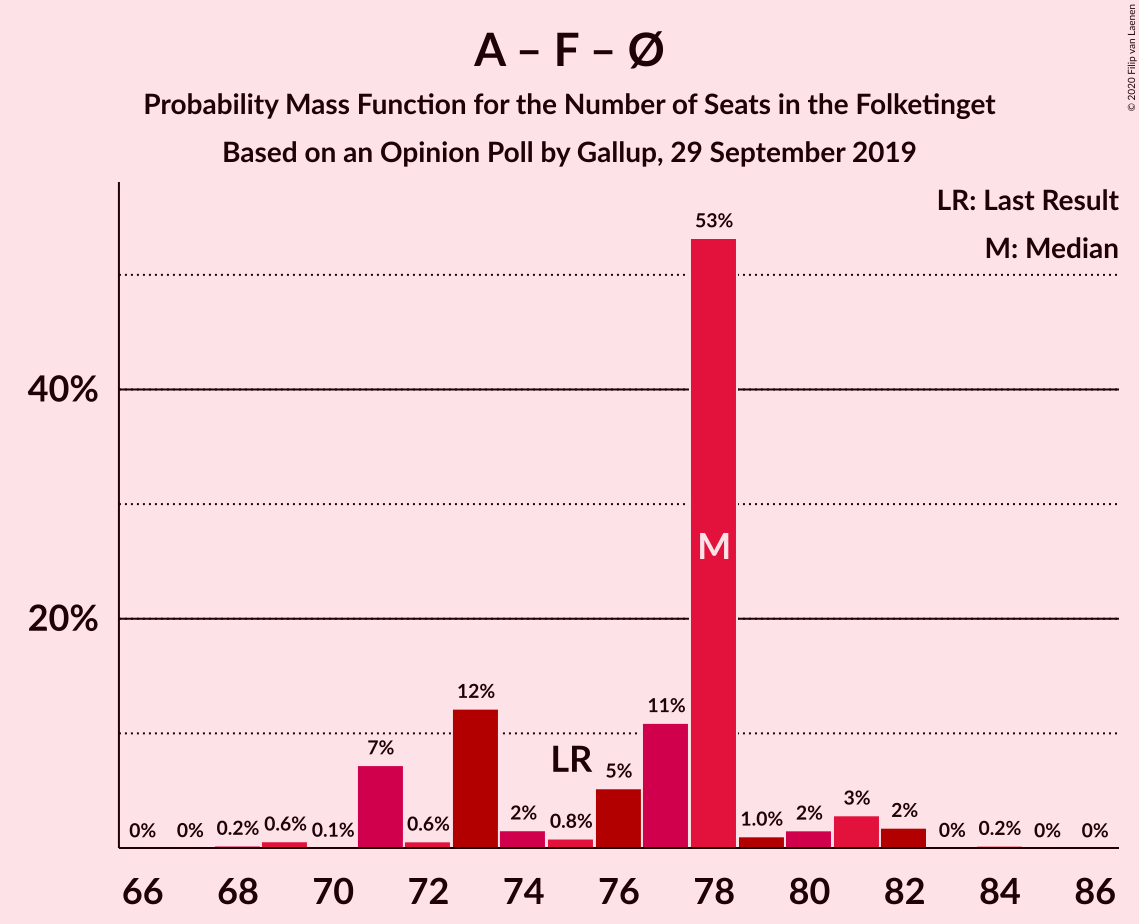 A – F – Ø
Probability Mass Function for the Number of Seats in the Folketinget
Based on an Opinion Poll by Gallup, 29 September 2019
© 2020 Filip van Laenen
LR: Last Result
M: Median
53%
40%
M
20%
12%
11%
7%
LR
5%
0%
0%
0.2%
0.6%
0.1%
0.6%
2%
0.8%
1.0%
2%
3%
2%
0%
0.2%
0%
0%
66 68 70 72 74 76 78 80 82 84 86